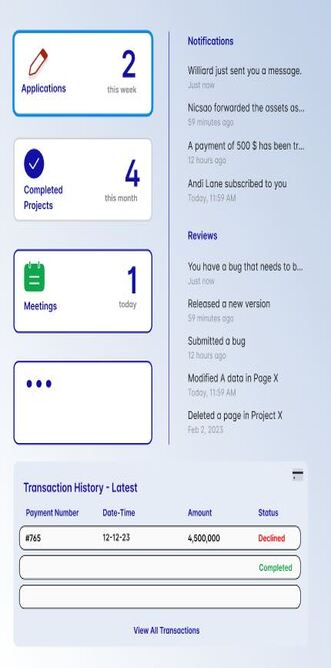 2
Applications
this week
4
Completed
Projects
this month
1
Meetings
today
Notifications
Williard just sent you a message.
Just now
Nicsao forwarded the assets as...
59 minutes ago
A payment of 500 $ has been tr...
12 hours ago
Andi Lane subscribed to you
Today, 11:59 AM
Reviews
You have a bug that needs to b...
Just now
Released a new version
59 minutes ago
Submitted a bug
12 hours ago
Modified A data in Page X
Today, 11:59 AM
Deleted a page in Project X
Feb 2, 2023
Transaction History - Latest
Payment Number Date-Time Amount Status
#765 12-12-23 4,500,000 Declined
Completed
View All Transactions